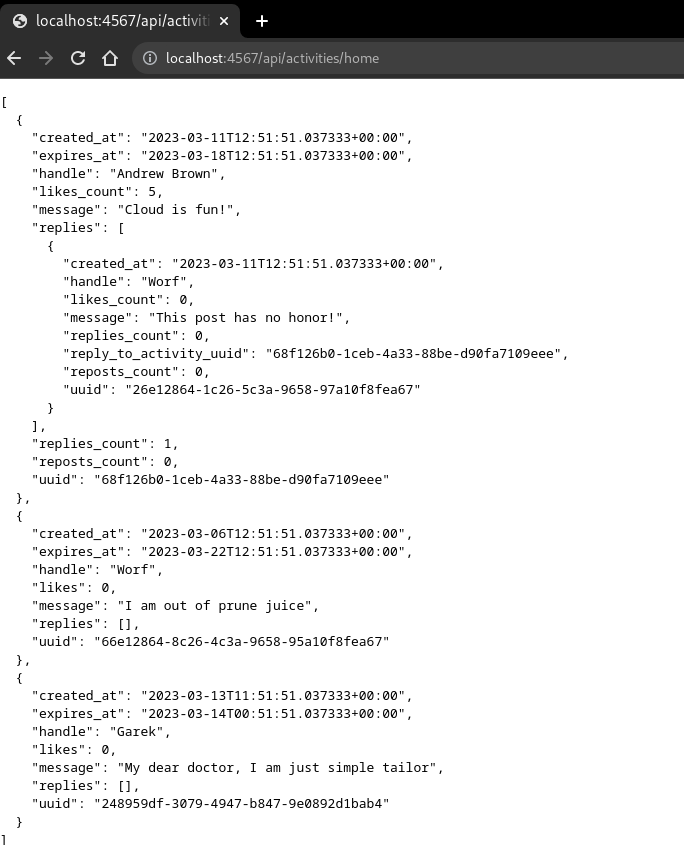 localhost:4567/api/activiti
localhost:4567/api/activities/home
[
  {
    "created_at": "2023-03-11T12:51:51.037333+00:00",
    "expires_at": "2023-03-18T12:51:51.037333+00:00",
    "handle": "Andrew Brown",
    "likes_count": 5,
    "message": "Cloud is fun!",
    "replies": [
      {
        "created_at": "2023-03-11T12:51:51.037333+00:00",
        "handle": "Worf",
        "likes_count": 0,
        "message": "This post has no honor!",
        "replies_count": 0,
        "reply_to_activity_uuid": "68f126b0-1ceb-4a33-88be-d90fa7109eee",
        "reposts_count": 0,
        "uuid": "26e12864-1c26-5c3a-9658-97a10f8fea67"
      }
    ],
    "replies_count": 1,
    "reposts_count": 0,
    "uuid": "68f126b0-1ceb-4a33-88be-d90fa7109eee"
  },
  {
    "created_at": "2023-03-06T12:51:51.037333+00:00",
    "expires_at": "2023-03-22T12:51:51.037333+00:00",
    "handle": "Worf",
    "likes": 0,
    "message": "I am out of prune juice",
    "replies": [],
    "uuid": "66e12864-8c26-4c3a-9658-95a10f8fea67"
  },
  {
    "created_at": "2023-03-13T11:51:51.037333+00:00",
    "expires_at": "2023-03-14T00:51:51.037333+00:00",
    "handle": "Garek",
    "likes": 0,
    "message": "My dear doctor, I am just simple tailor",
    "replies": [],
    "uuid": "248959df-3079-4947-b847-9e0892d1bab4"
  }
]